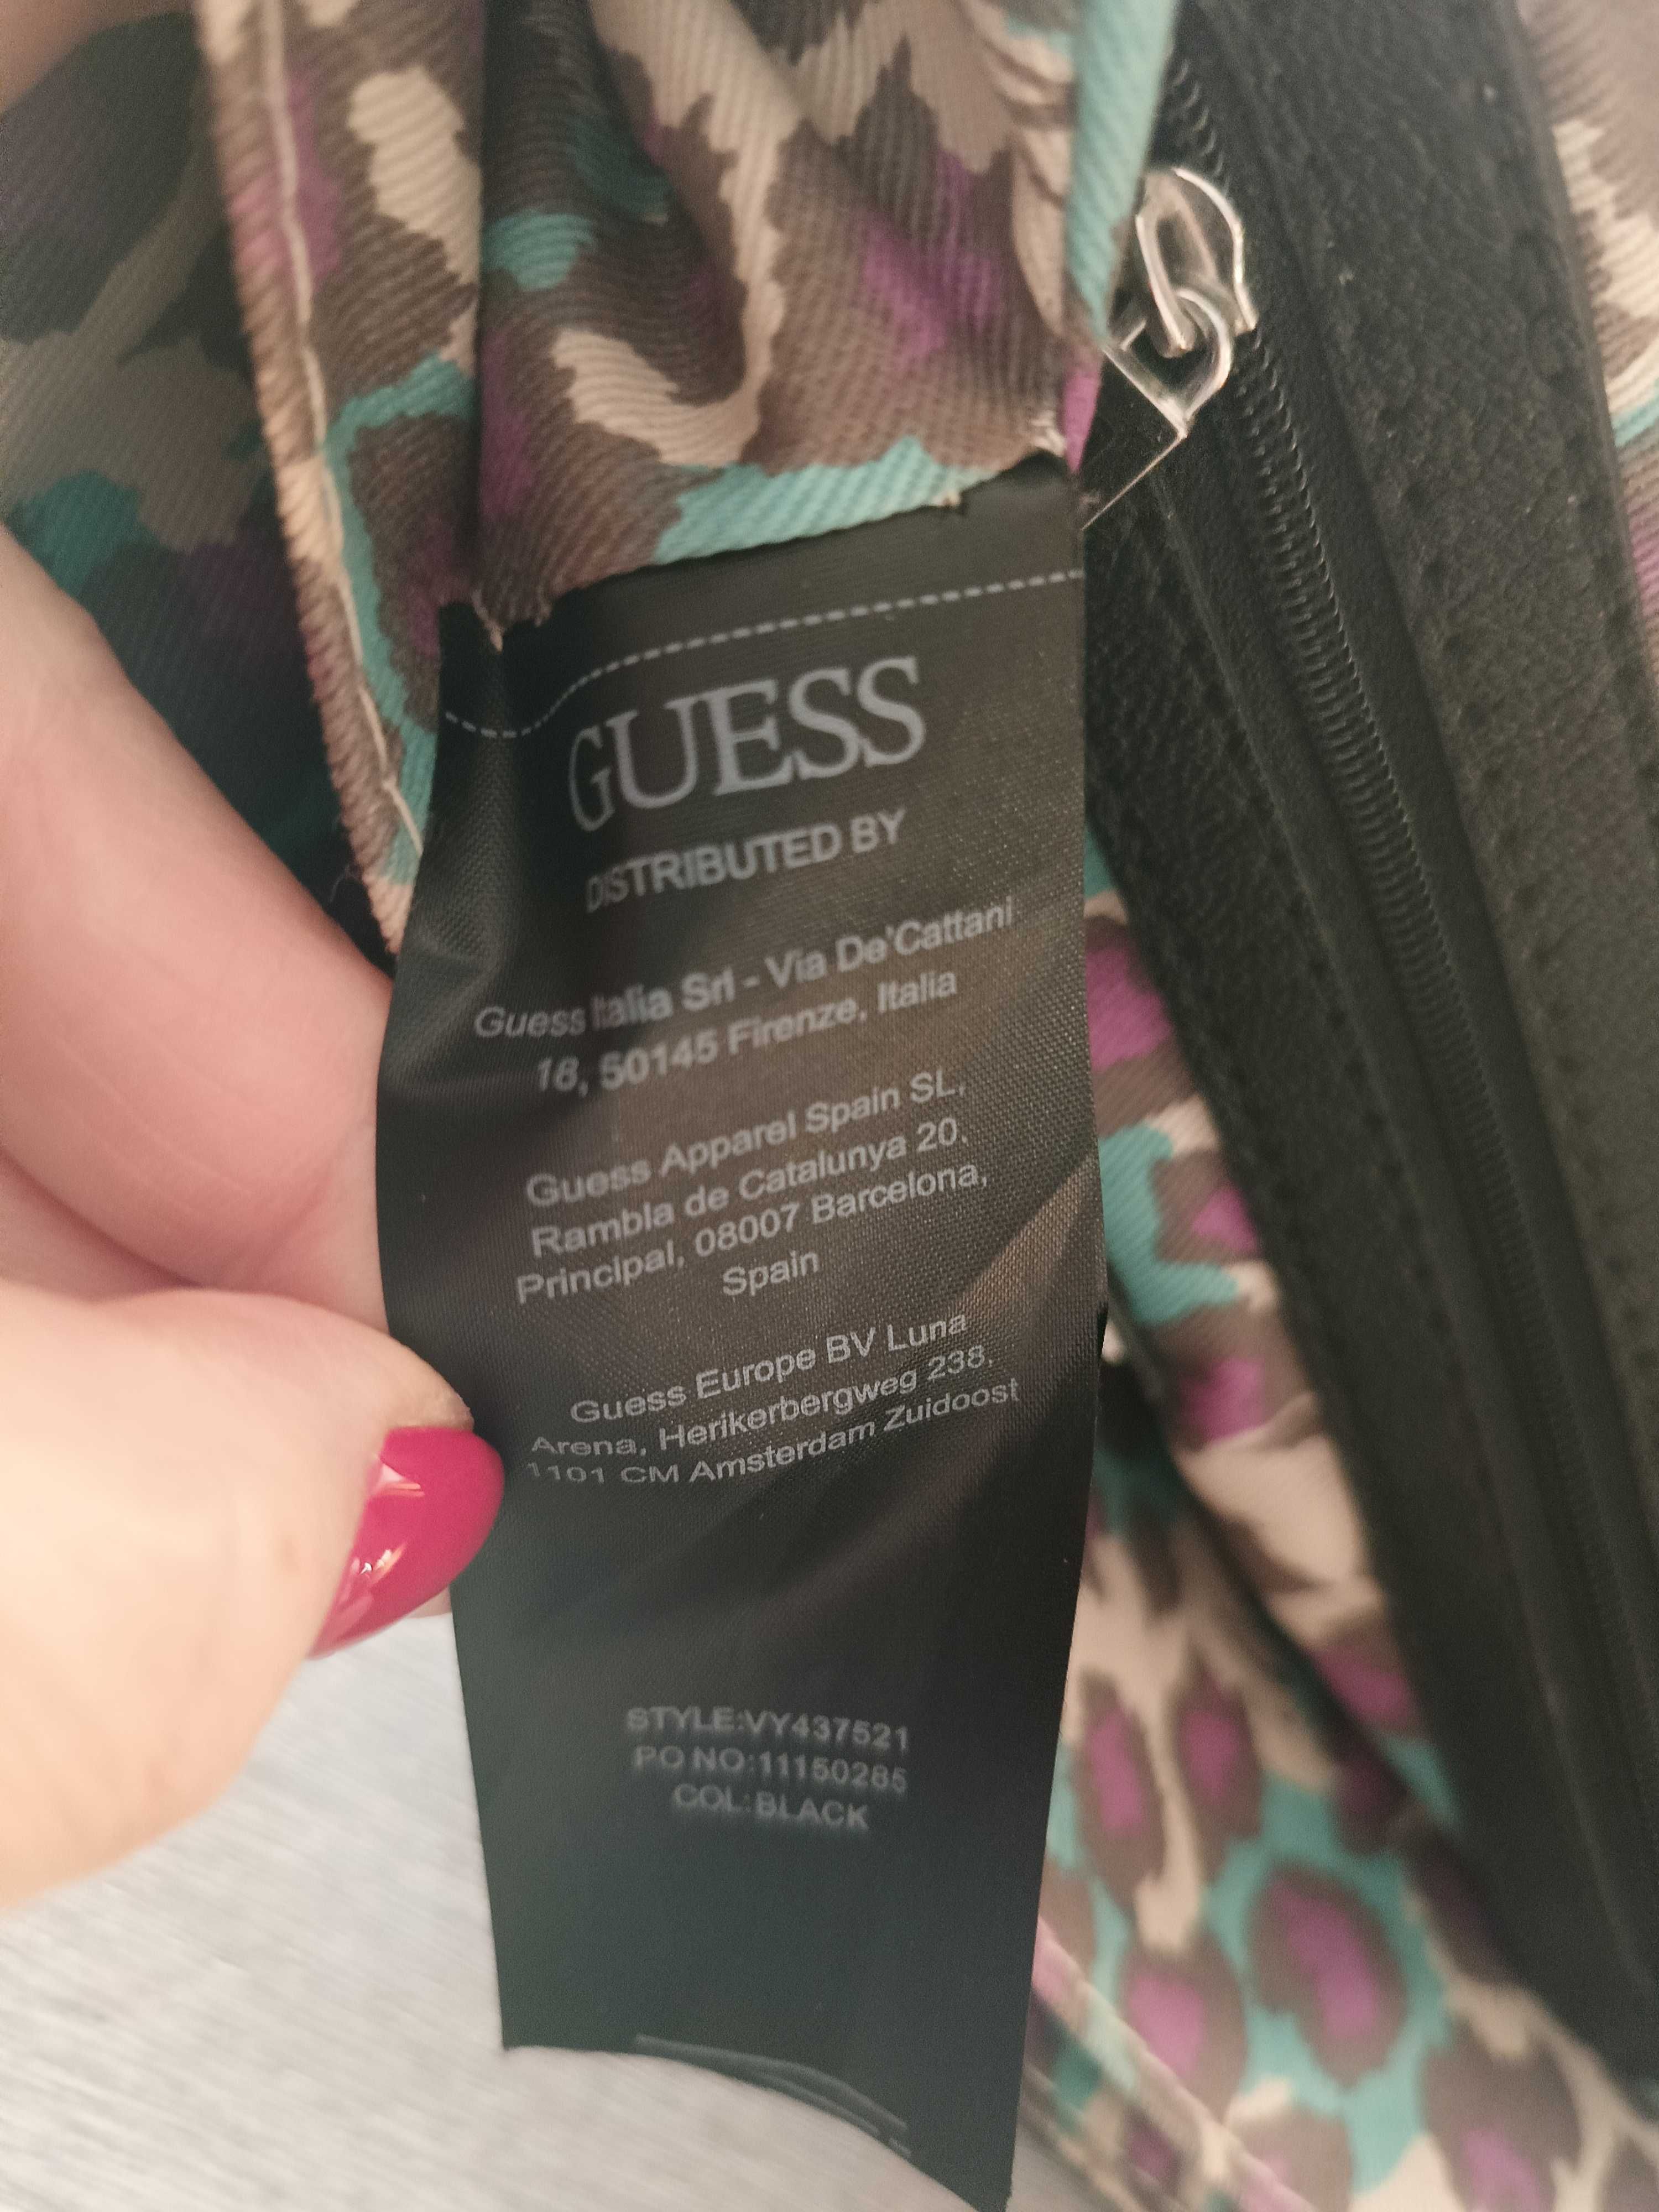 GUESS
DISTRIBUTED BY
Guess Italia Srl - Via De'Cattani
18, 50145 Firenze, Italia
Guess Apparel Spain SL,
Rambla de Catalunya 20,
Principal, 08007 Barcelona,
Spain
Guess Europe BV Luna
Arena, Herikerbergweg 238,
1101 CM Amsterdam Zuidoost
STYLE:VY437521
PO NO:11150285
COL:BLACK